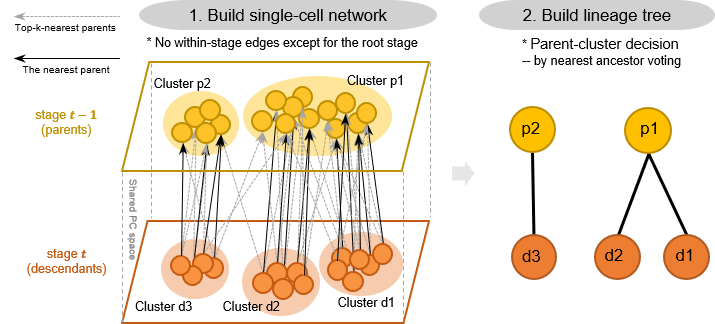 1. Build single-cell network
2. Build lineage tree
Top-k-nearest parents
* No within-stage edges except for the root stage
The nearest parent
* Parent-cluster decision
-- by nearest ancestor voting
Cluster p2
Cluster p1
stage t − 1
(parents)
Shared PC space
stage t
(descendants)
Cluster d3
Cluster d2
Cluster d1
p2
p1
d3
d2
d1